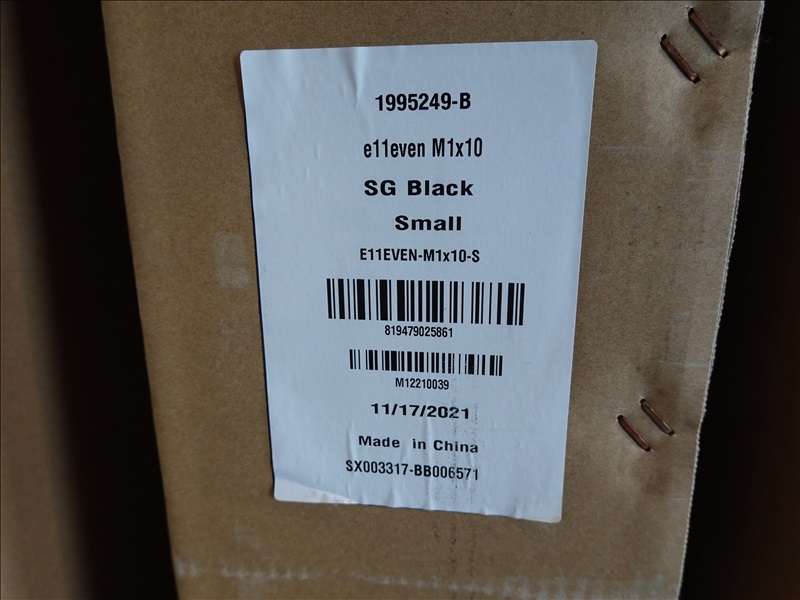 1995249-B
e11even M1x10
SG Black
Small
E11EVEN-M1x10-S
819479025861
M12210039
11/17/2021
Made in China
SX003317-BB006571